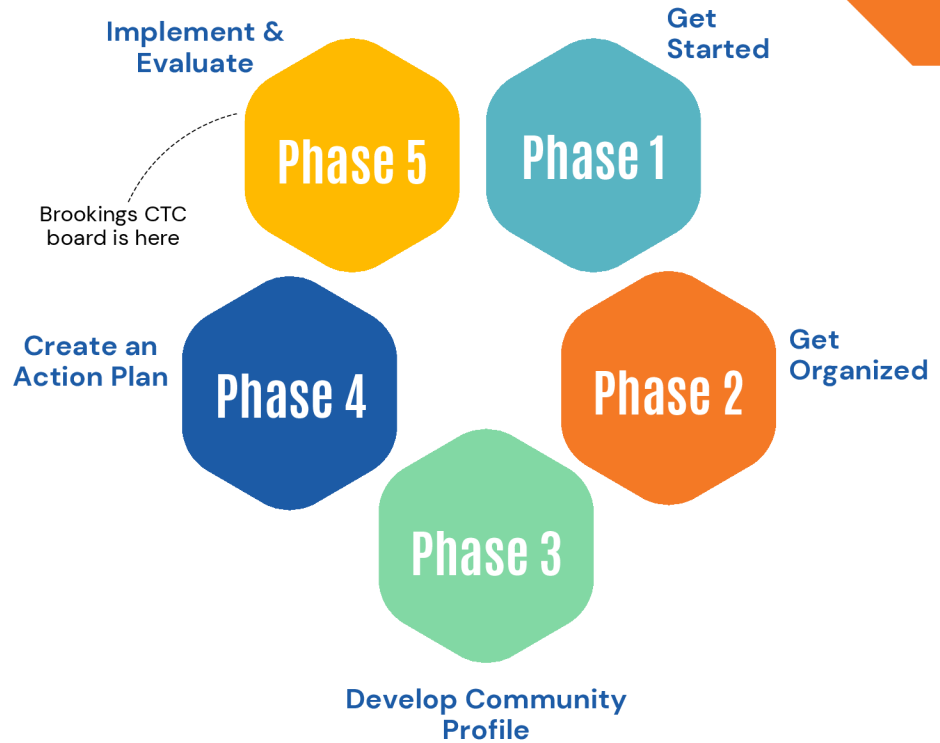 Get
Started
Phase 1
Get
Organized
Phase 2
Phase 3
Develop Community
Profile
Create an
Action Plan
Phase 4
Implement &
Evaluate
Phase 5
Brookings CTC
board is here